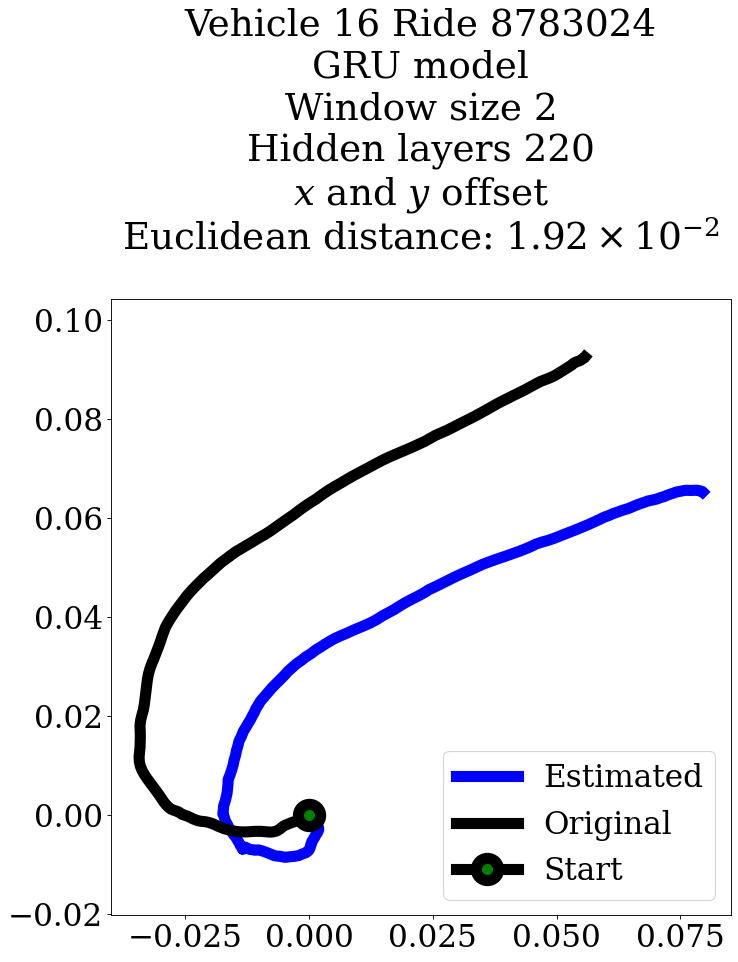 Vehicle 16 Ride 8783024
GRU model
Window size 2
Hidden layers 220
x and y offset
Euclidean distance: 1.92 × 10⁻²
0.10
0.08
0.06
0.04
0.02
0.00
−0.02
Estimated
Original
Start
−0.025 0.000 0.025 0.050 0.075